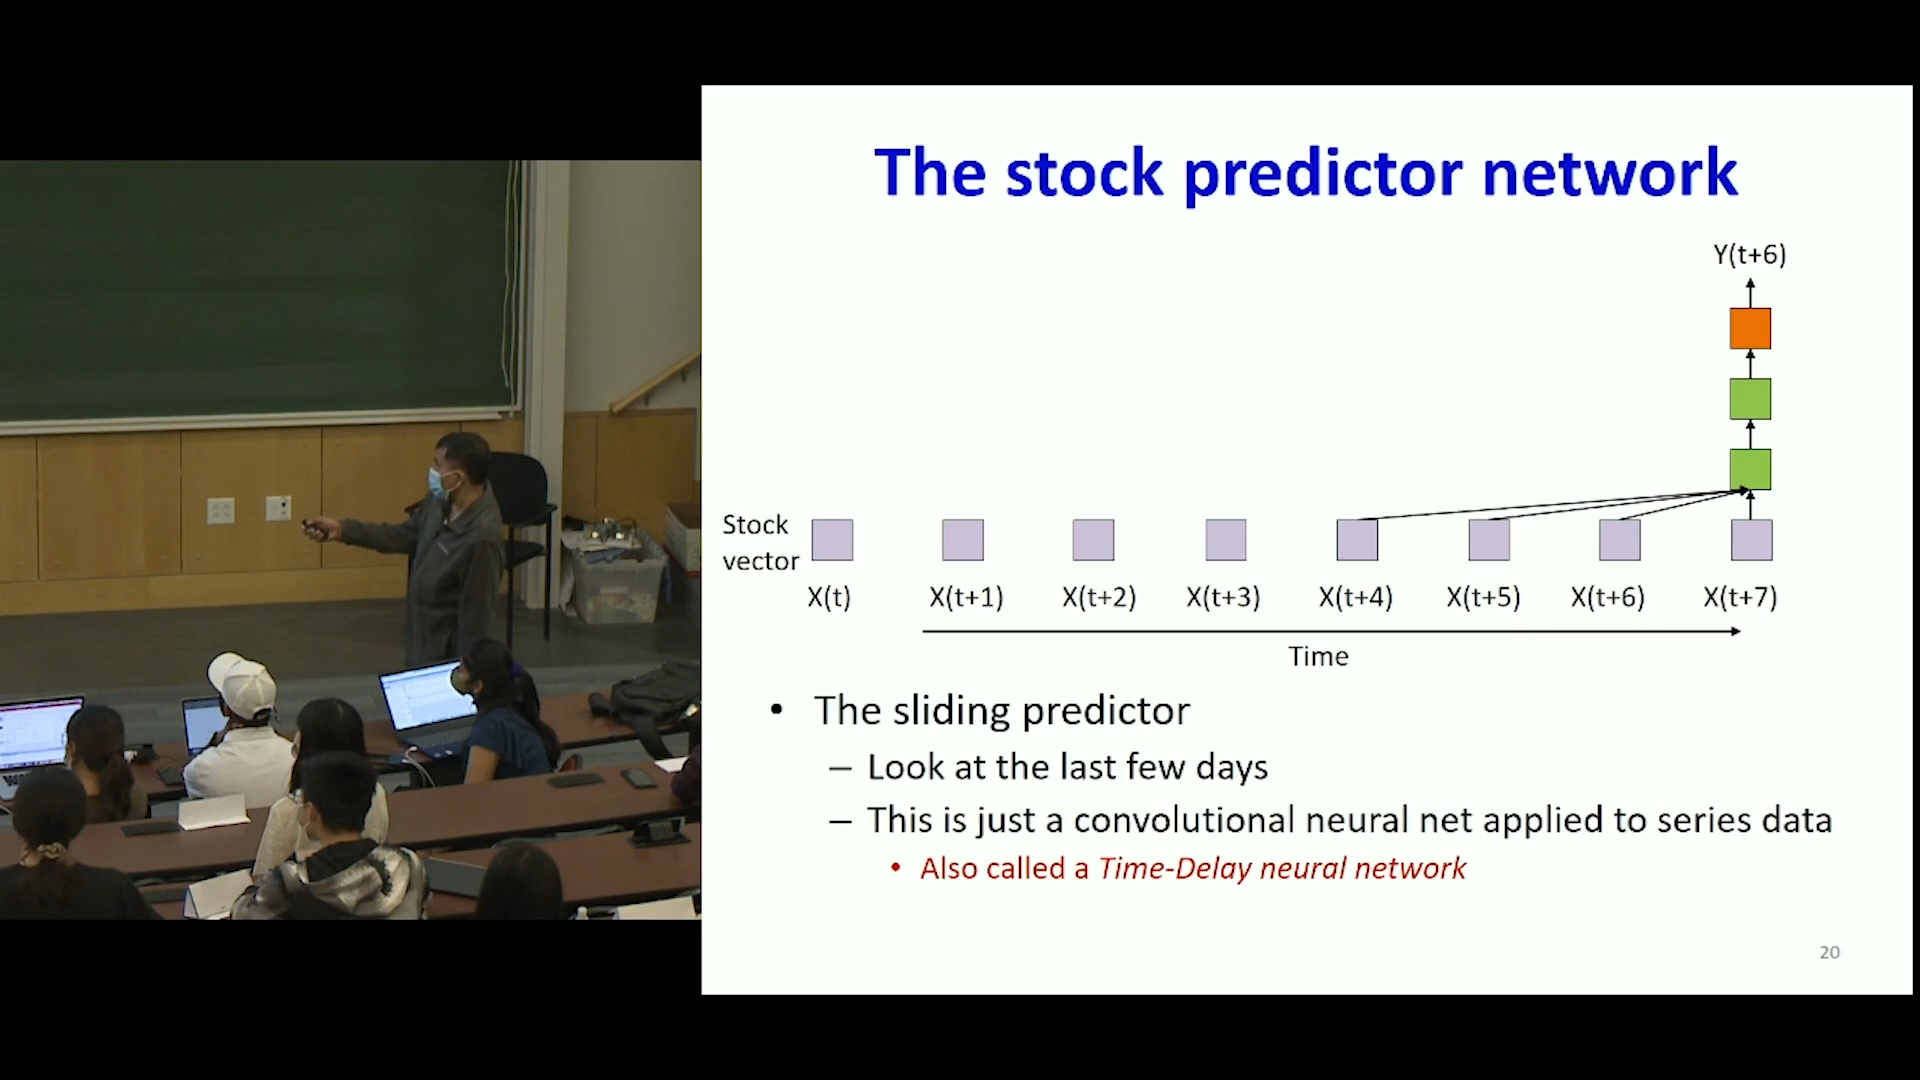 The stock predictor network
Y(t+6)
Stock
vector
X(t) X(t+1) X(t+2) X(t+3) X(t+4) X(t+5) X(t+6) X(t+7)
Time
• The sliding predictor
– Look at the last few days
– This is just a convolutional neural net applied to series data
• Also called a Time-Delay neural network
20